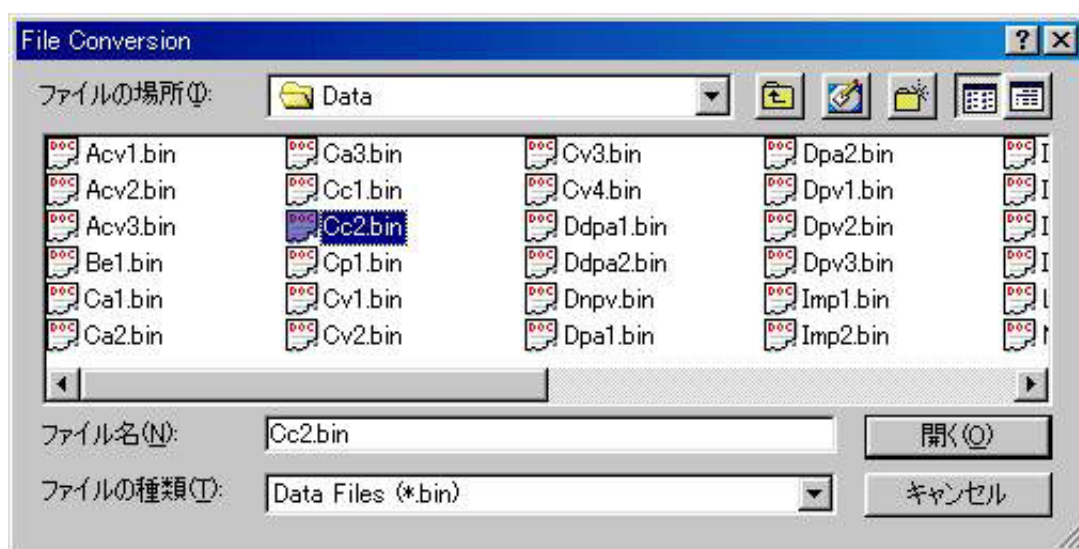 File Conversion
ファイルの場所(I):
Data
Acv1.bin
Acv2.bin
Acv3.bin
Be1.bin
Ca1.bin
Ca2.bin
Ca3.bin
Cc1.bin
Cc2.bin
Cp1.bin
Cv1.bin
Cv2.bin
Cv3.bin
Cv4.bin
Ddpa1.bin
Ddpa2.bin
Dnpv.bin
Dpa1.bin
Dpa2.bin
Dpv1.bin
Dpv2.bin
Dpv3.bin
Imp1.bin
Imp2.bin
ファイル名(N):
Cc2.bin
開く(O)
ファイルの種類(T):
Data Files (*.bin)
キャンセル